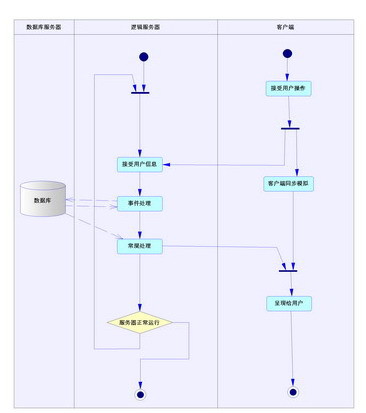 数据库服务器
逻辑服务器
客户端
接受用户操作
接受用户信息
客户端同步模拟
数据库
事件处理
常规处理
呈现给用户
服务器正常运行